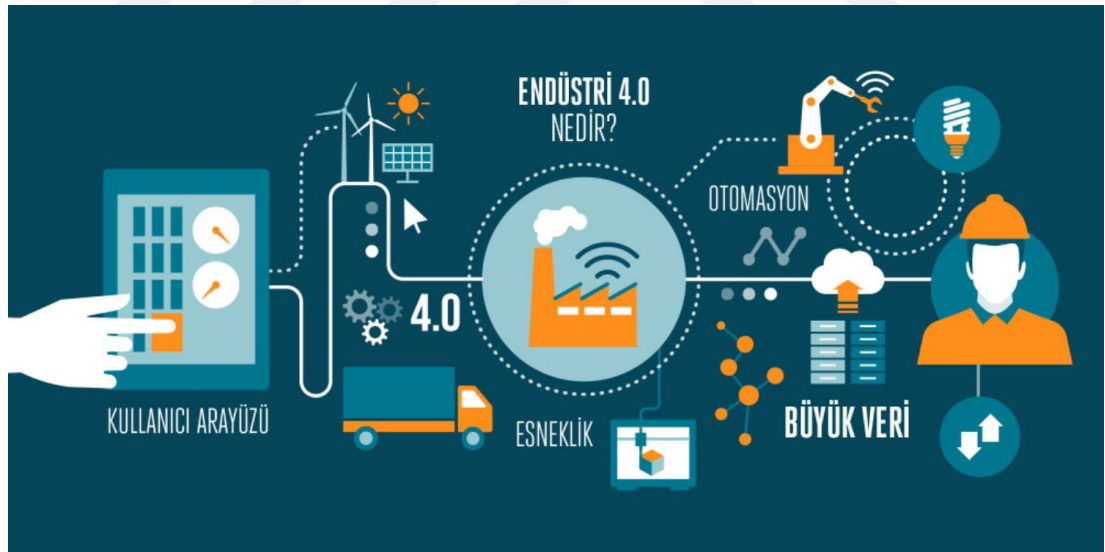 ENDÜSTRİ 4.0
NEDİR?
OTOMASYON
4.0
KULLANICI ARAYÜZÜ
ESNEKLİK
BÜYÜK VERİ